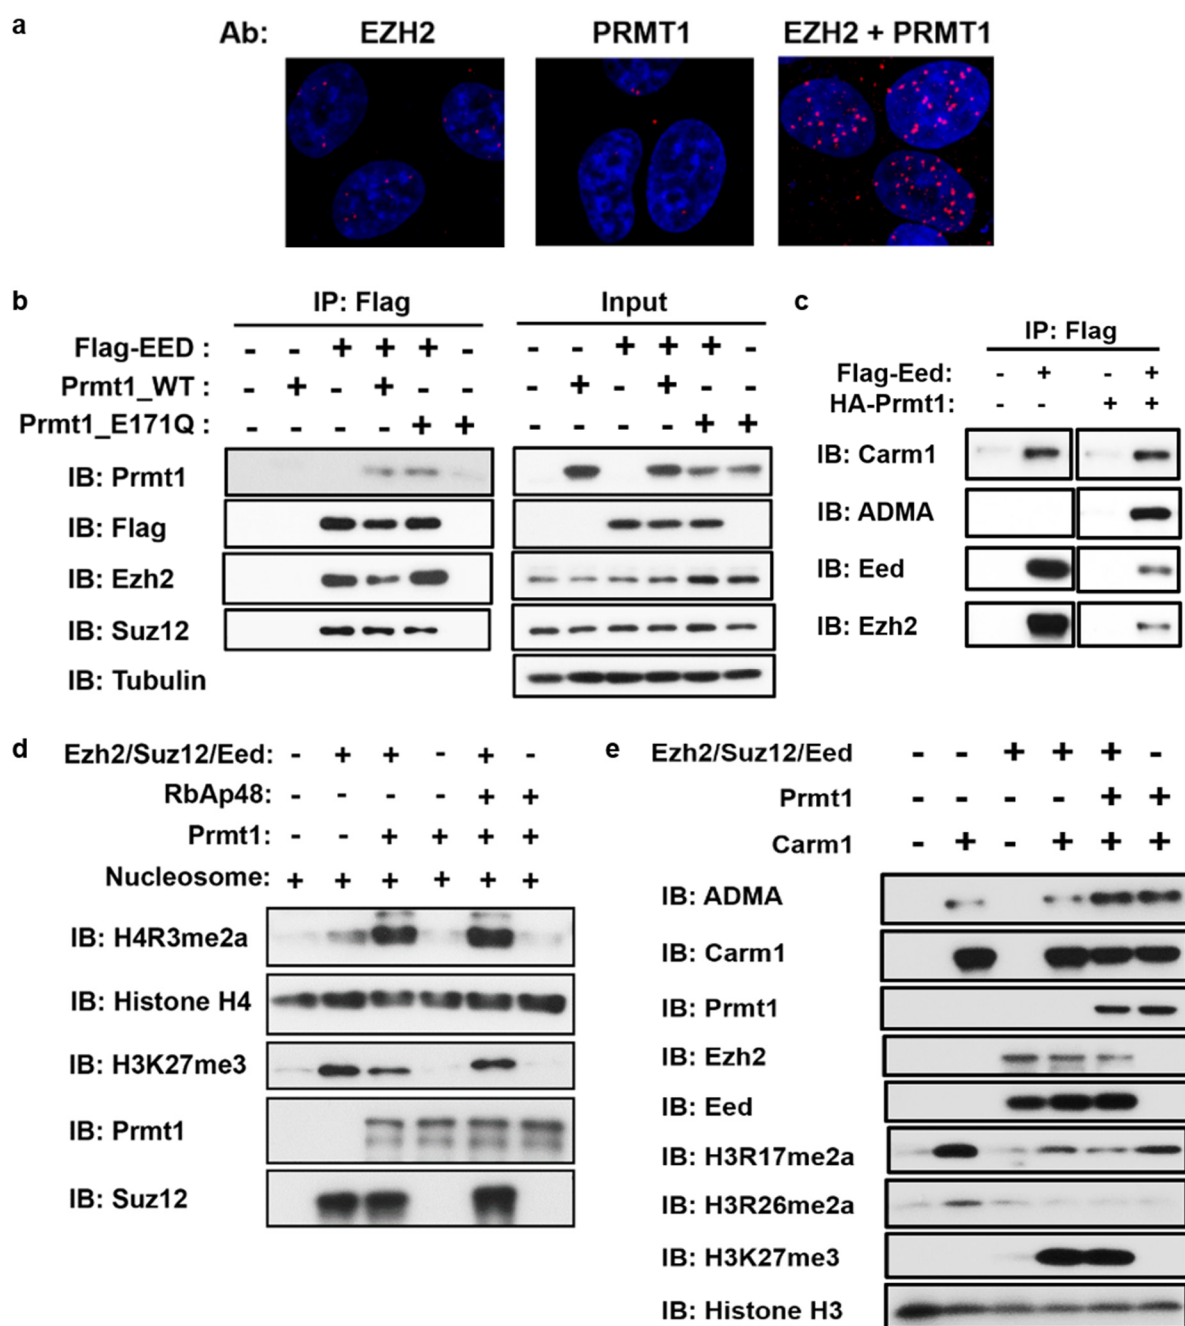 a
Ab: EZH2 PRMT1 EZH2 + PRMT1
b
IP: Flag Input
Flag-EED : - - + + + - - - + + + -
Prmt1_WT : - + - + - - - + - + - -
Prmt1_E171Q : - - - - + + - - - - + +
IB: Prmt1
IB: Flag
IB: Ezh2
IB: Suz12
IB: Tubulin
c
IP: Flag
Flag-Eed: - + - +
HA-Prmt1: - - + +
IB: Carm1
IB: ADMA
IB: Eed
IB: Ezh2
d
Ezh2/Suz12/Eed: - + + - + -
RbAp48: - - - - + +
Prmt1: - - + + + +
Nucleosome: + + + + + +
IB: H4R3me2a
IB: Histone H4
IB: H3K27me3
IB: Prmt1
IB: Suz12
e
Ezh2/Suz12/Eed - - + + + -
Prmt1 - - - - + +
Carm1 - + - + + +
IB: ADMA
IB: Carm1
IB: Prmt1
IB: Ezh2
IB: Eed
IB: H3R17me2a
IB: H3R26me2a
IB: H3K27me3
IB: Histone H3